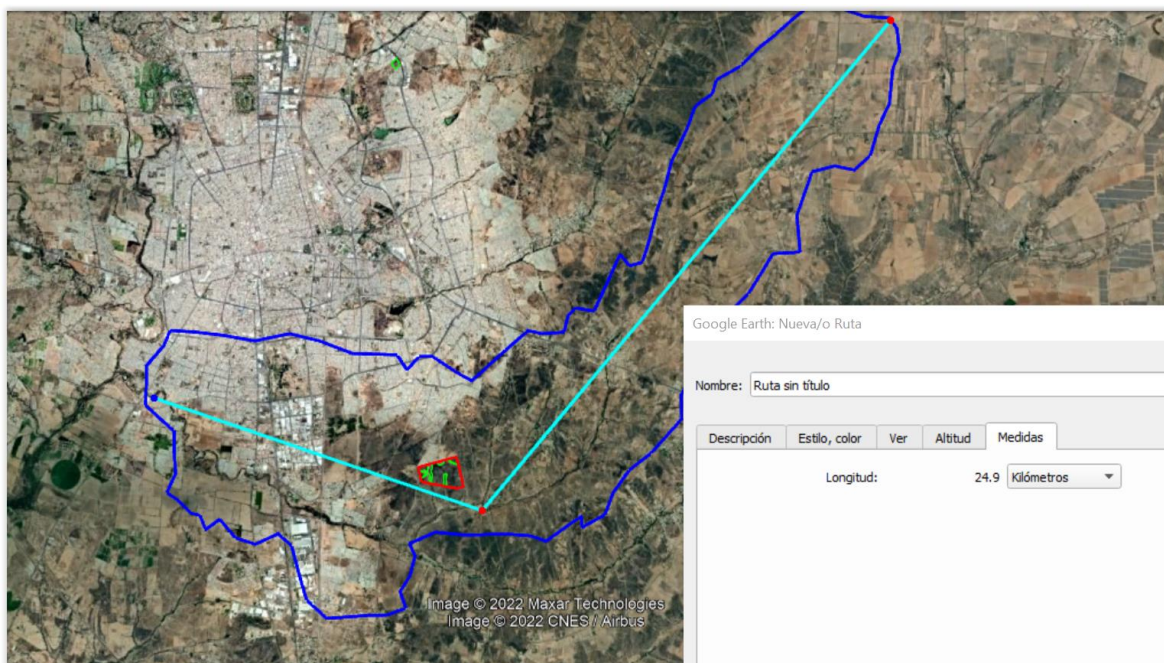 Google Earth: Nueva/o Ruta
Nombre: Ruta sin título
Descripción Estilo, color Ver Altitud Medidas
Longitud: 24.9 Kilómetros
Image © 2022 Maxar Technologies
Image © 2022 CNES / Airbus